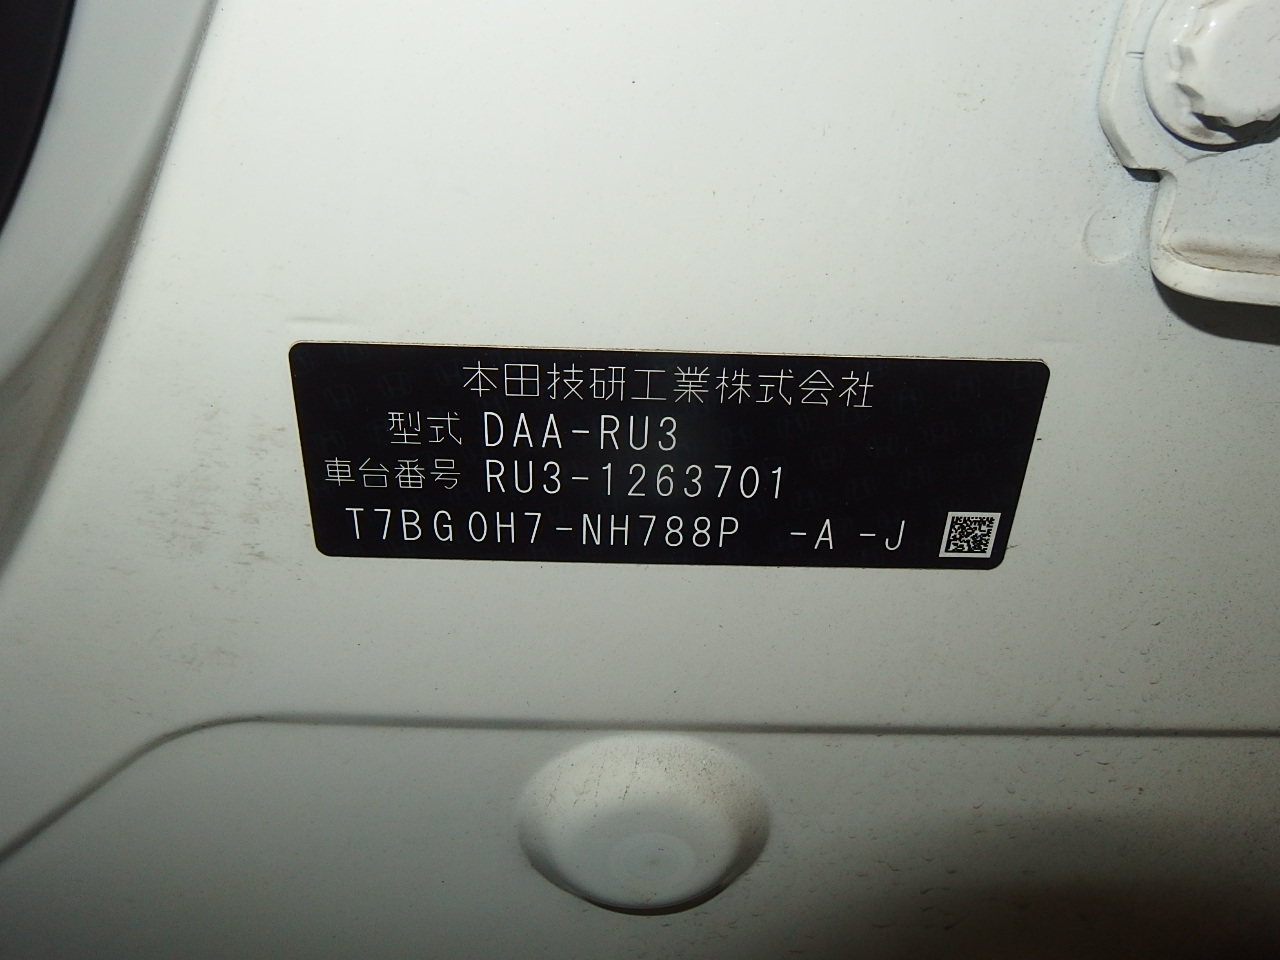 本田技研工業株式会社
型式 DAA-RU3
車台番号 RU3-1263701
T7BG0H7-NH788P -A -J